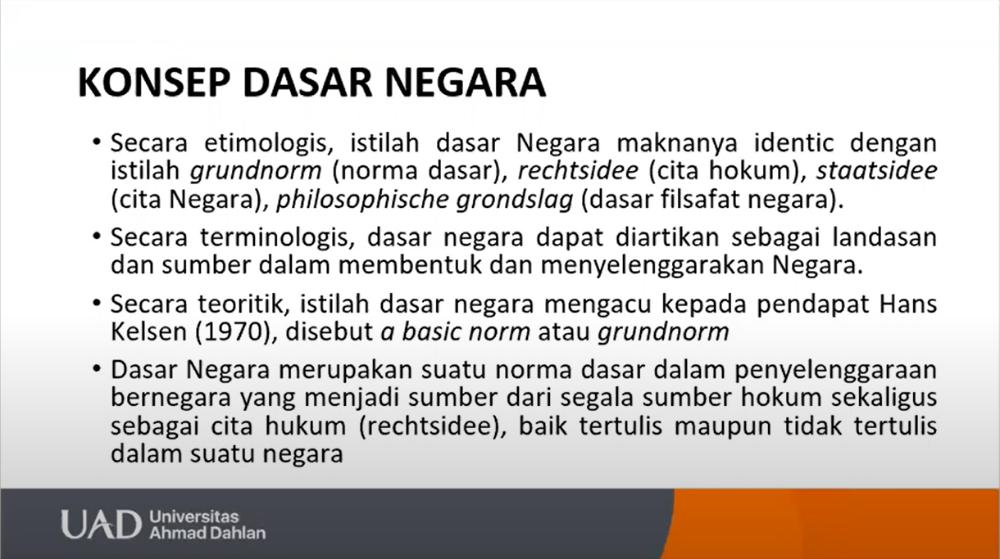 KONSEP DASAR NEGARA
• Secara etimologis, istilah dasar Negara maknanya identic dengan
istilah grundnorm (norma dasar), rechtsidee (cita hokum), staatsidee
(cita Negara), philosophische grondslag (dasar filsafat negara).
• Secara terminologis, dasar negara dapat diartikan sebagai landasan
dan sumber dalam membentuk dan menyelenggarakan Negara.
• Secara teoritik, istilah dasar negara mengacu kepada pendapat Hans
Kelsen (1970), disebut a basic norm atau grundnorm
• Dasar Negara merupakan suatu norma dasar dalam penyelenggaraan
bernegara yang menjadi sumber dari segala sumber hokum sekaligus
sebagai cita hukum (rechtsidee), baik tertulis maupun tidak tertulis
dalam suatu negara
UAD Universitas
Ahmad Dahlan